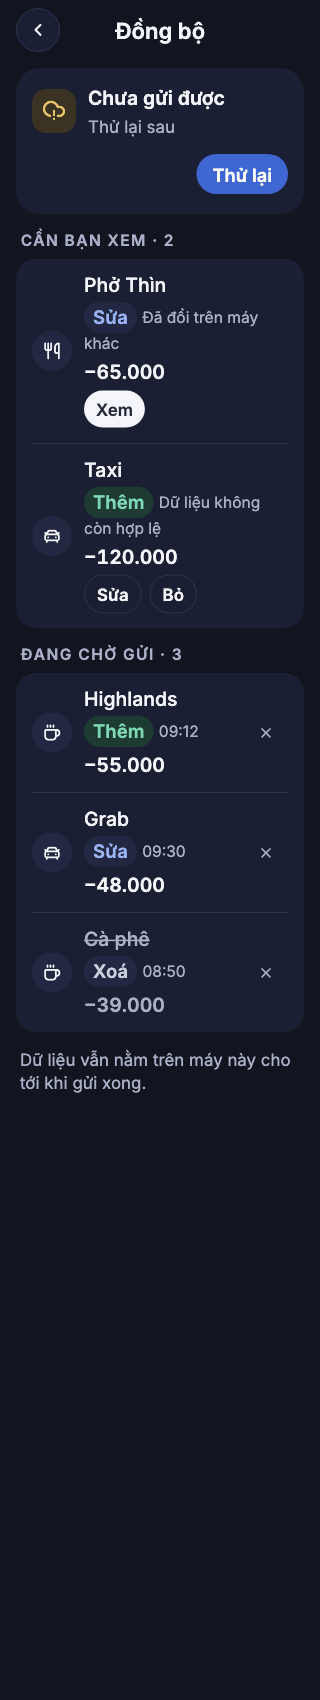 Đồng bộ
Chưa gửi được
Thử lại sau
Thử lại
CẦN BẠN XEM · 2
Phở Thìn
Sửa Đã đổi trên máy
khác
−65.000
Xem
Taxi
Thêm Dữ liệu không
còn hợp lệ
−120.000
Sửa Bỏ
ĐANG CHỜ GỬI · 3
Highlands
Thêm 09:12
−55.000
Grab
Sửa 09:30
−48.000
Cà phê
Xoá 08:50
−39.000
Dữ liệu vẫn nằm trên máy này cho
tới khi gửi xong.